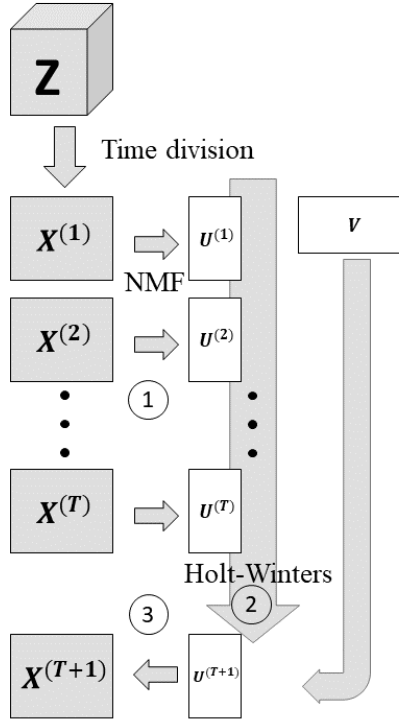 Z
Time division
X^(1)
U^(1)
V
NMF
X^(2)
U^(2)
1
X^(T)
U^(T)
Holt-Winters
2
3
X^(T+1)
U^(T+1)